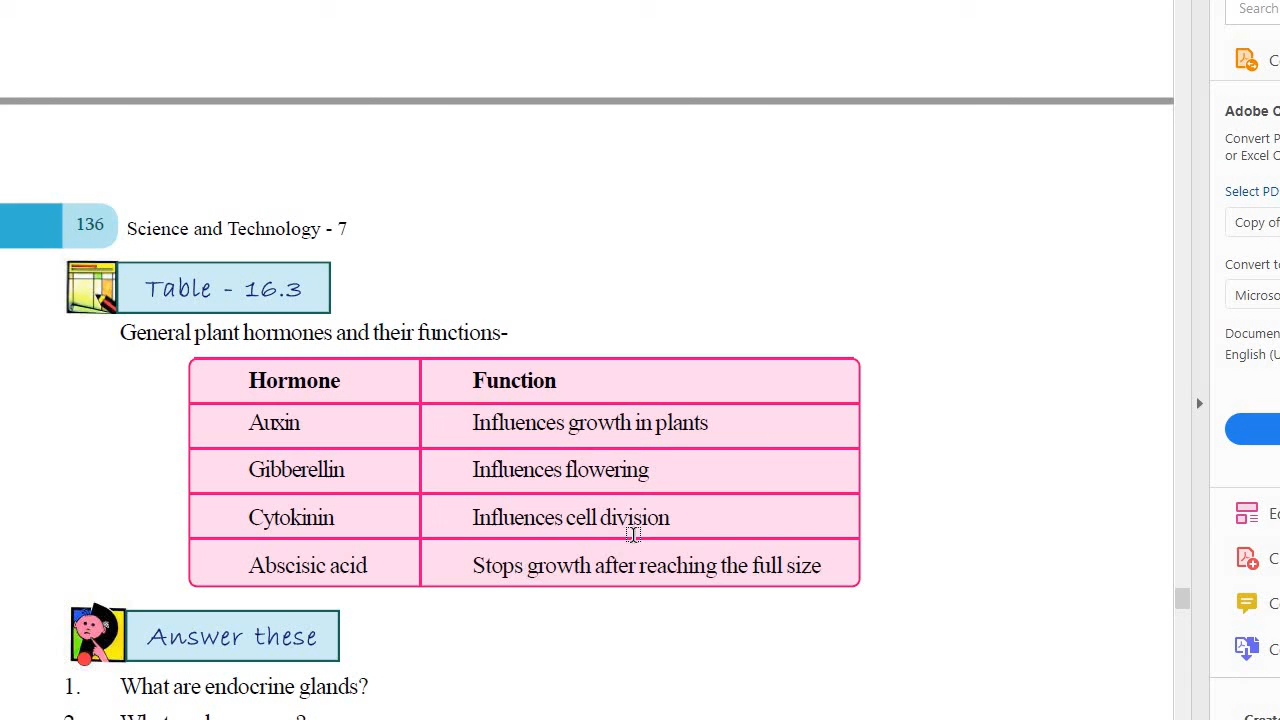 Search
136
Science and Technology - 7
Table - 16.3
General plant hormones and their functions-
Hormone Function
Auxin Influences growth in plants
Gibberellin Influences flowering
Cytokinin Influences cell division
Abscisic acid Stops growth after reaching the full size
Answer these
1. What are endocrine glands?
2.
Adobe
Convert P
or Excel C
Select PD
Copy of
Convert to
Microso
Documen
English (U